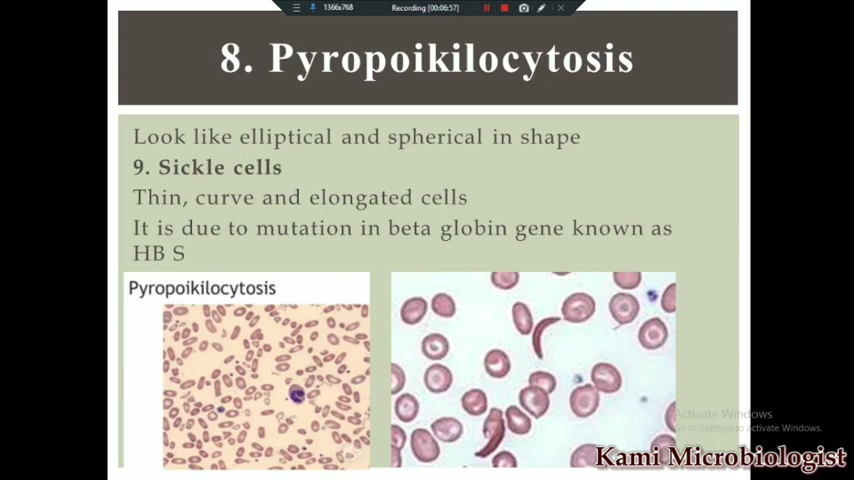 1366x768
Recording [00:06:57]
8. Pyropoikilocytosis
Look like elliptical and spherical in shape
9. Sickle cells
Thin, curve and elongated cells
It is due to mutation in beta globin gene known as
HB S
Pyropoikilocytosis
Activate Windows
Go to Settings to activate Windows.
Kami Microbiologist